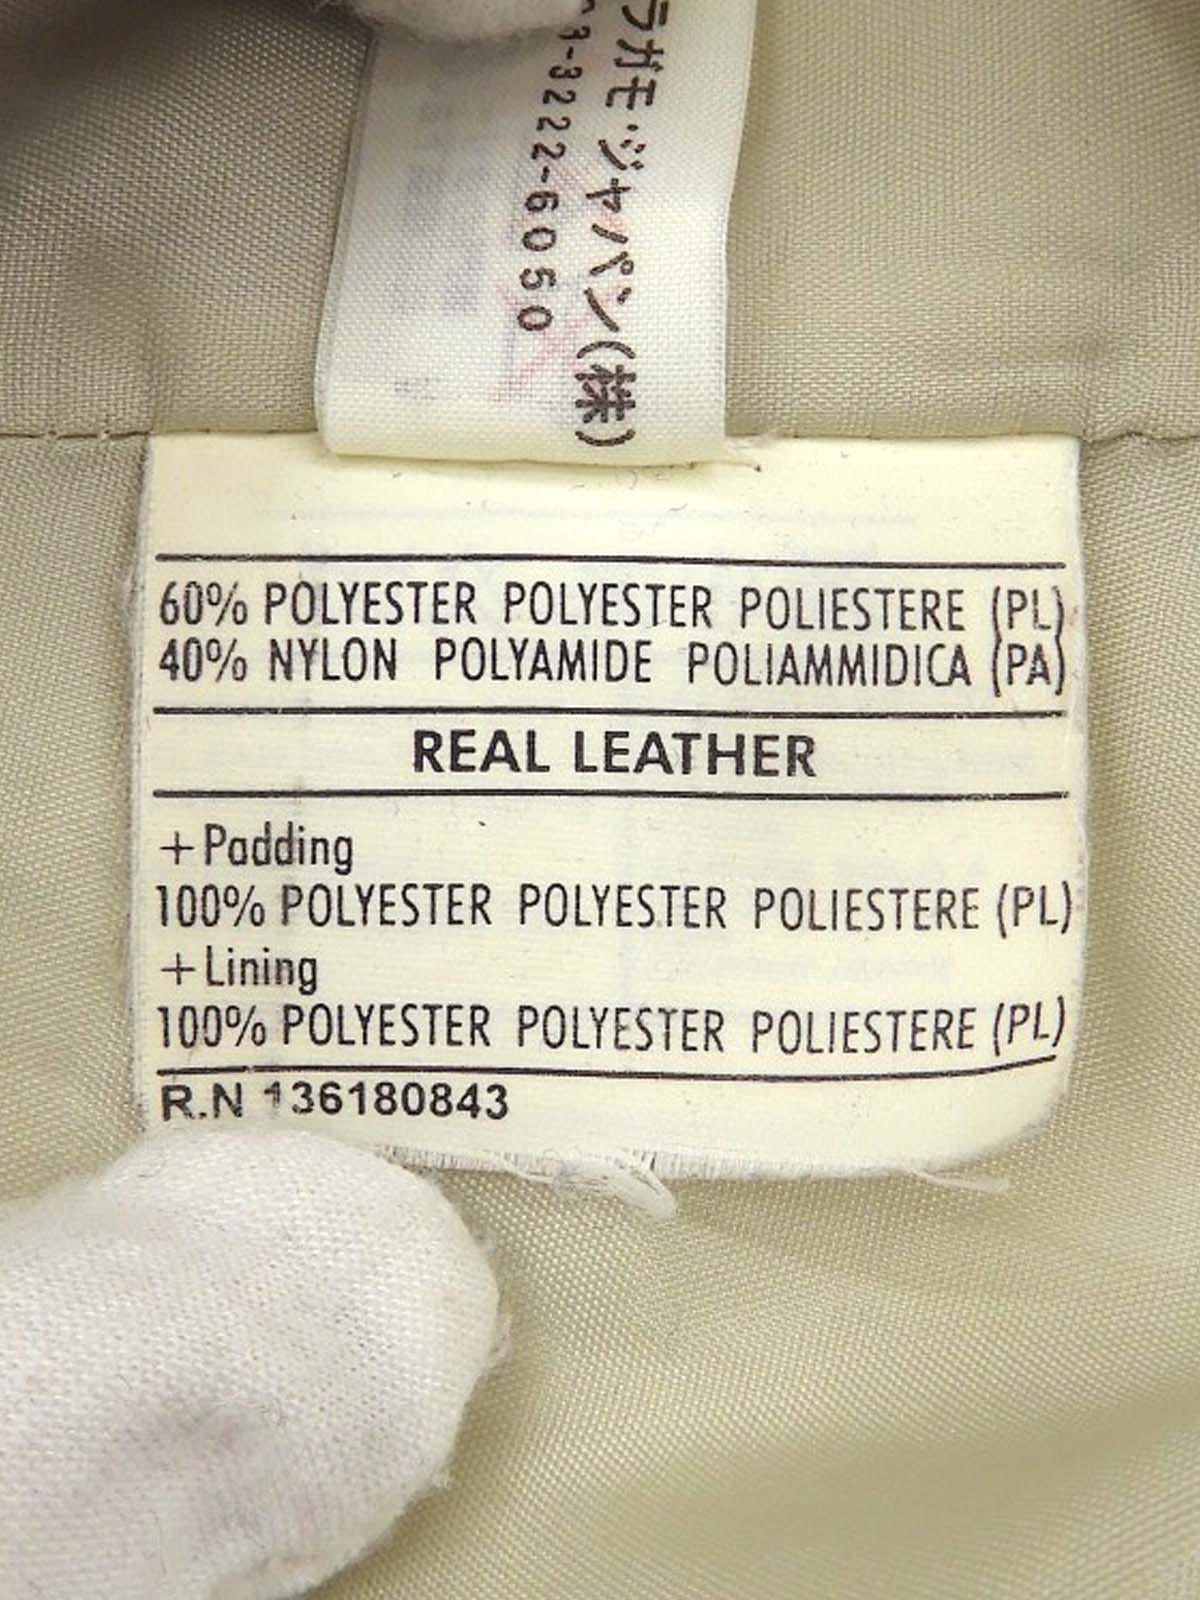 ラガモ・ジャパン(株)
3-3222-6050
60% POLYESTER POLYESTER POLIESTERE (PL)
40% NYLON POLYAMIDE POLIAMMIDICA (PA)
REAL LEATHER
+Padding
100% POLYESTER POLYESTER POLIESTERE (PL)
+Lining
100% POLYESTER POLYESTER POLIESTERE (PL)
R.N 136180843